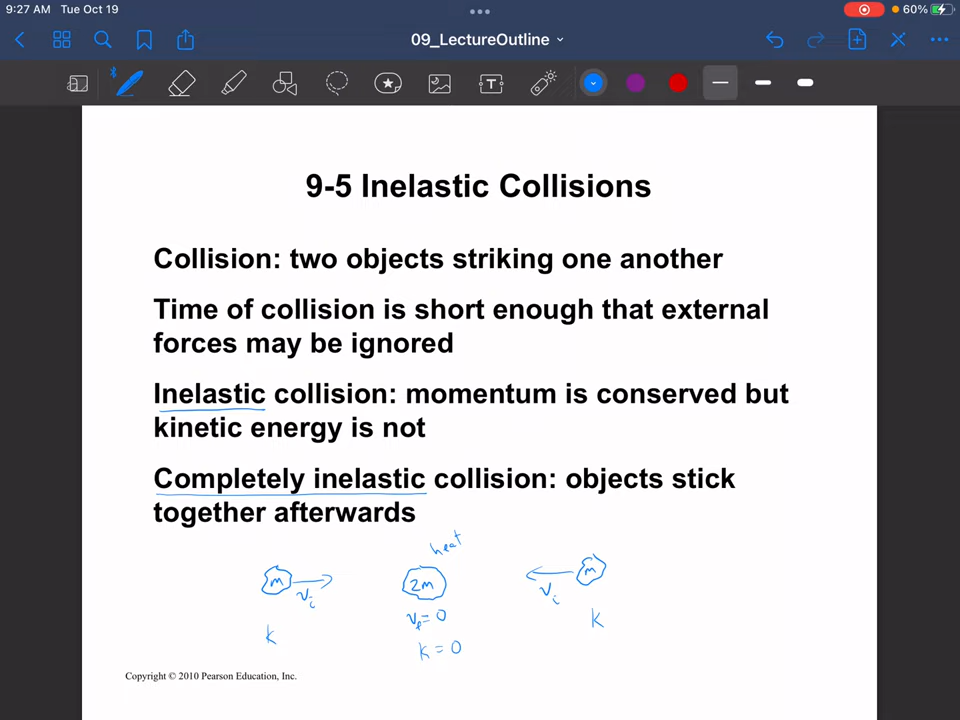 9:27 AM Tue Oct 19
60%
09_LectureOutline
9-5 Inelastic Collisions
Collision: two objects striking one another
Time of collision is short enough that external
forces may be ignored
Inelastic collision: momentum is conserved but
kinetic energy is not
Completely inelastic collision: objects stick
together afterwards
heat
m
2m
m
vᵢ
vᵢ
v_f = 0
k
k
k = 0
Copyright © 2010 Pearson Education, Inc.